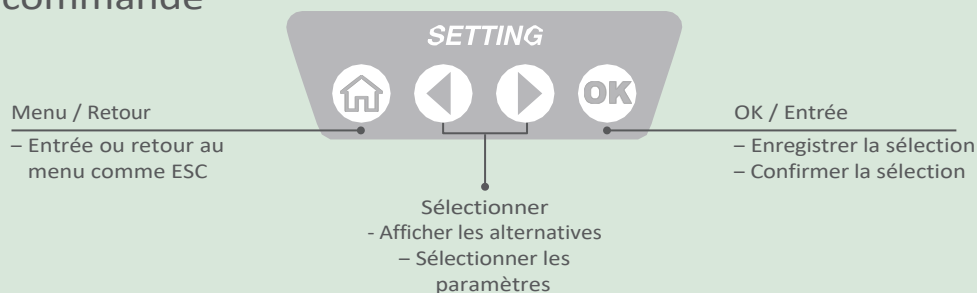 commande
SETTING
OK
Menu / Retour
– Entrée ou retour au
menu comme ESC
OK / Entrée
– Enregistrer la sélection
– Confirmer la sélection
Sélectionner
- Afficher les alternatives
– Sélectionner les
paramètres